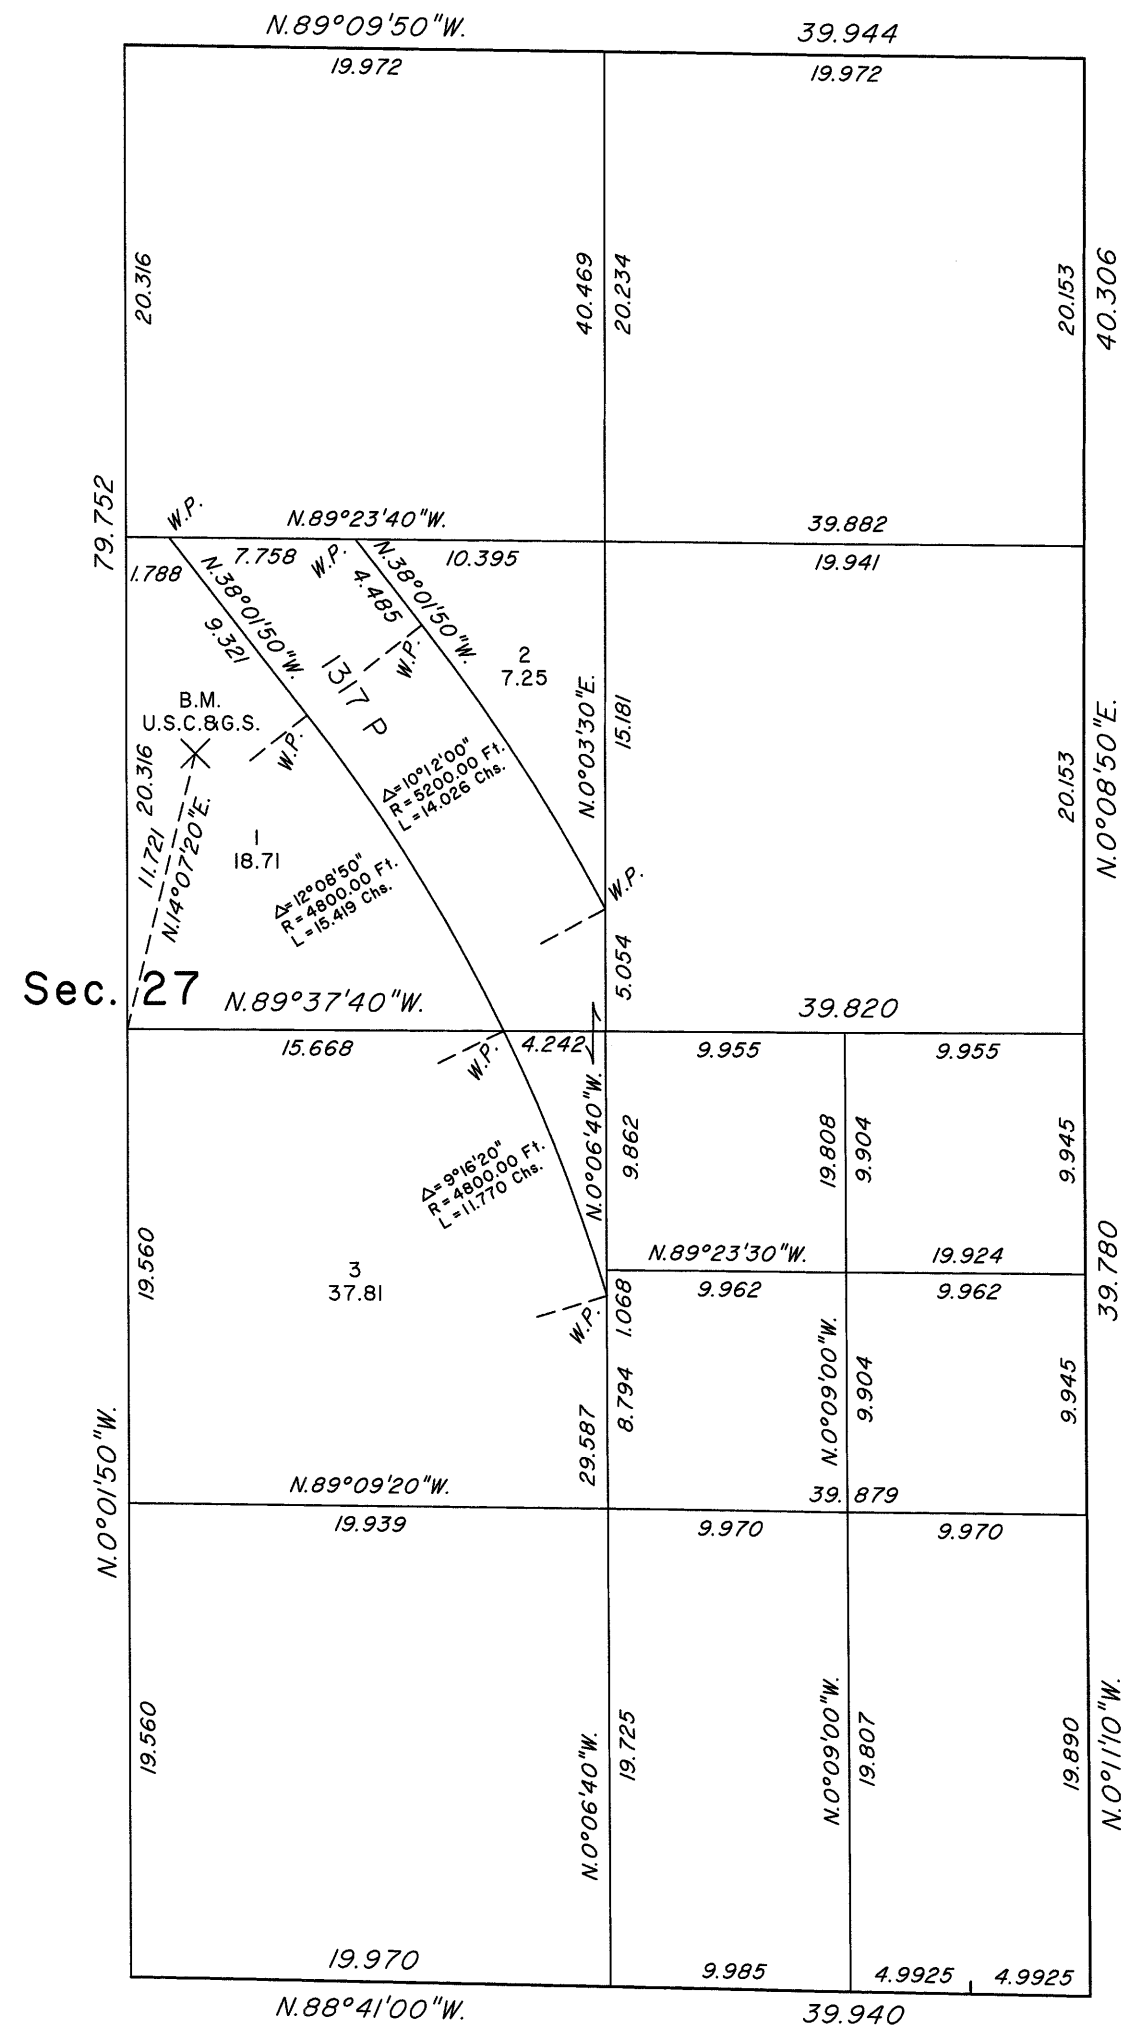 N.89°09'50"W.
39.944
19.972
19.972
20.316
40.469
20.234
20.153
40.306
79.752
W.P.
N.89°23'40"W.
39.882
1.788
7.758
W.P.
10.395
19.941
N.38°01'50"W.
9.321
4.485
N.38°01'50"W.
W.P.
1317 P
2
7.25
B.M.
U.S.C.&G.S.
W.P.
N.0°03'30"E.
15.181
20.316
11.721
N.14°07'20"E.
Δ=10°12'00"
R=5200.00 Ft.
L=14.026 Chs.
20.153
N.0°08'50"E.
1
18.71
Δ=12°08'50"
R=4800.00 Ft.
L=15.419 Chs.
W.P.
5.054
Sec. 27
N.89°37'40"W.
39.820
15.668
W.P.
4.242
9.955
9.955
N.0°06'40"W.
9.862
19.808
9.904
9.945
Δ=9°16'20"
R=4800.00 Ft.
L=11.770 Chs.
19.560
3
37.81
N.89°23'30"W.
19.924
39.780
9.962
9.962
W.P.
1.068
8.794
29.587
N.0°09'00"W.
9.904
9.945
N.0°01'50"W.
N.89°09'20"W.
39.879
19.939
9.970
9.970
19.560
N.0°06'40"W.
19.725
N.0°09'00"W.
19.807
19.890
N.0°11'10"W.
19.970
9.985
4.9925
4.9925
N.88°41'00"W.
39.940